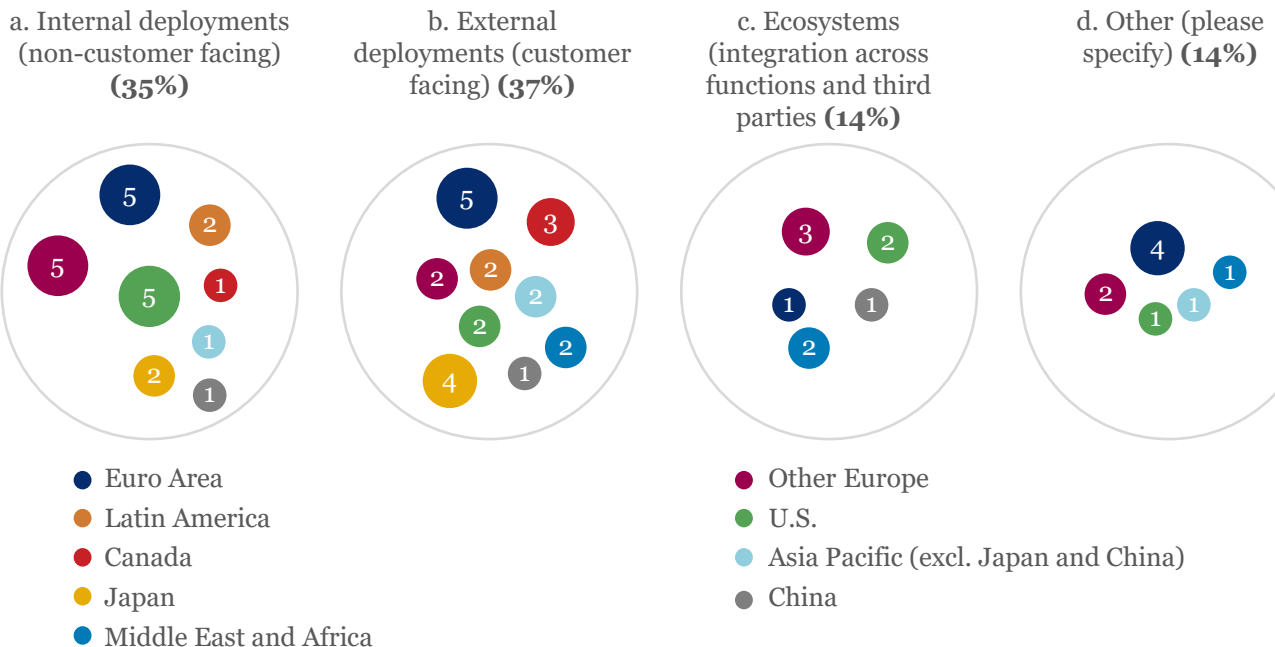 a. Internal deployments
(non-customer facing)
(35%)
b. External
deployments (customer
facing) (37%)
c. Ecosystems
(integration across
functions and third
parties (14%)
d. Other (please
specify) (14%)
5
2
5
1
5
1
2
1
5
3
2
2
2
2
2
4
1
3
2
1
1
2
4
1
2
1
1
Euro Area
Latin America
Canada
Japan
Middle East and Africa
Other Europe
U.S.
Asia Pacific (excl. Japan and China)
China